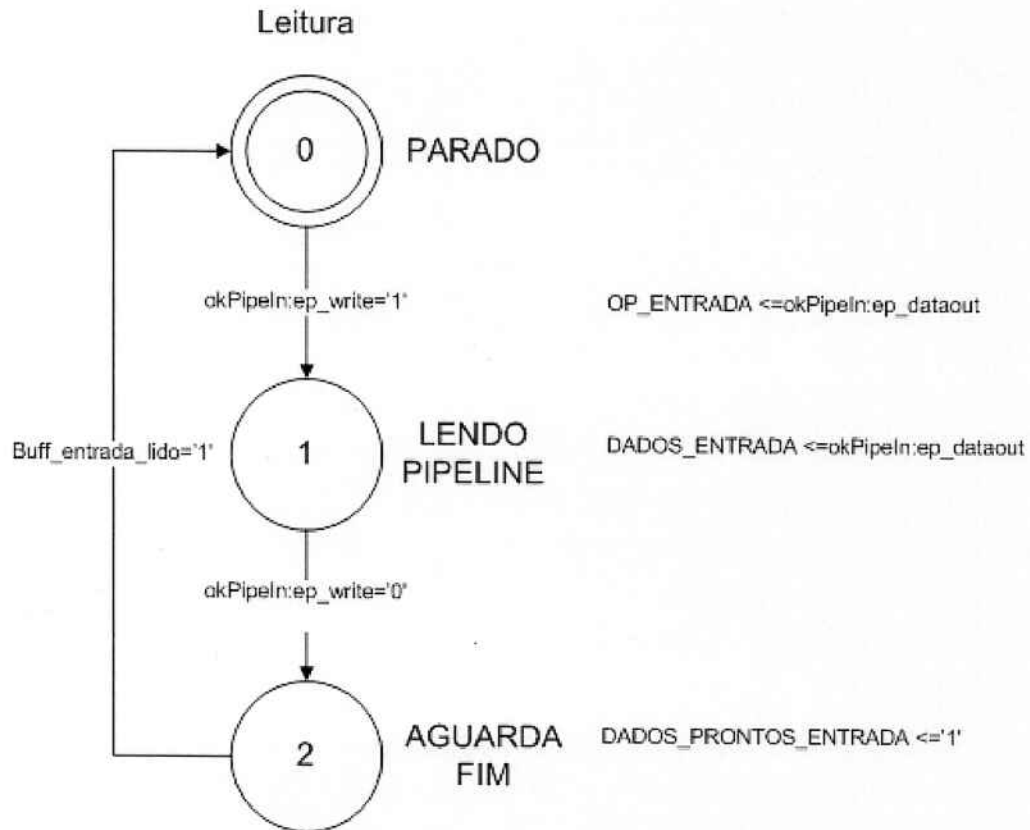 Leitura
0
PARADO
okPipeIn:ep_write='1'
OP_ENTRADA <=okPipeIn:ep_dataout
1
LENDO
PIPELINE
DADOS_ENTRADA <=okPipeIn:ep_dataout
Buff_entrada_lido='1'
okPipeIn:ep_write='0'
2
AGUARDA
FIM
DADOS_PRONTOS_ENTRADA <='1'